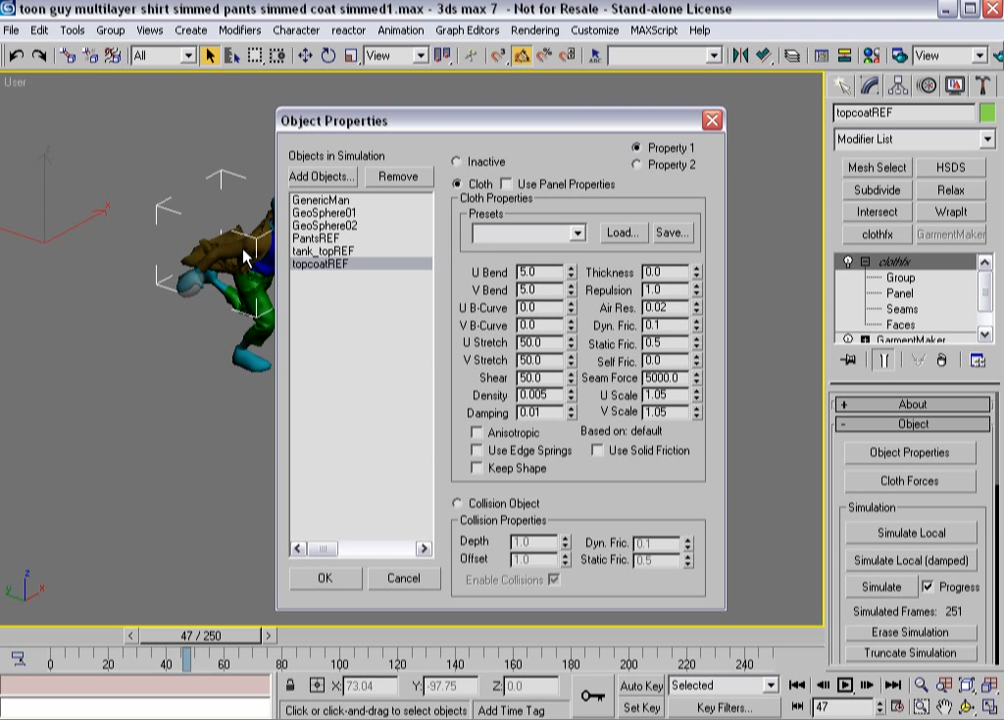 toon guy multilayer shirt simmed pants simmed coat simmed1.max - 3ds max 7 - Not for Resale - Stand-alone License
File Edit Tools Group Views Create Modifiers Character reactor Animation Graph Editors Rendering Customize MAXScript Help
All View View
User
topcoatREF
Modifier List
Mesh Select HSDS
Subdivide Relax
Intersect WrapIt
clothfx GarmentMaker
clothfx
Group
Panel
Seams
Faces
GarmentMaker
+ About
- Object
Object Properties
Cloth Forces
Simulation
Simulate Local
Simulate Local (damped)
Simulate Progress
Simulated Frames: 251
Erase Simulation
Truncate Simulation
Object Properties
Objects in Simulation
Add Objects... Remove
GenericMan
GeoSphere01
GeoSphere02
PantsREF
tank_topREF
topcoatREF
OK Cancel
Property 1
Inactive
Property 2
Cloth Use Panel Properties
Cloth Properties
Presets
Load... Save...
U Bend 5.0 Thickness 0.0
V Bend 5.0 Repulsion 1.0
U B-Curve 0.0 Air Res. 0.02
V B-Curve 0.0 Dyn. Fric. 0.1
U Stretch 50.0 Static Fric. 0.5
V Stretch 50.0 Self Fric. 0.0
Shear 50.0 Seam Force 5000.0
Density 0.005 U Scale 1.05
Damping 0.01 V Scale 1.05
Anisotropic Based on: default
Use Edge Springs Use Solid Friction
Keep Shape
Collision Object
Collision Properties
Depth 1.0 Dyn. Fric. 0.1
Offset 1.0 Static Fric. 0.5
Enable Collisions
x
z
y x
< 47 / 250 >
0 20 40 60 80 100 120 140 160 180 200 220 240
X: 73.04 Y: -97.75 Z: 0.0
Auto Key Selected
Click or click-and-drag to select objects Add Time Tag
Set Key Key Filters... 47